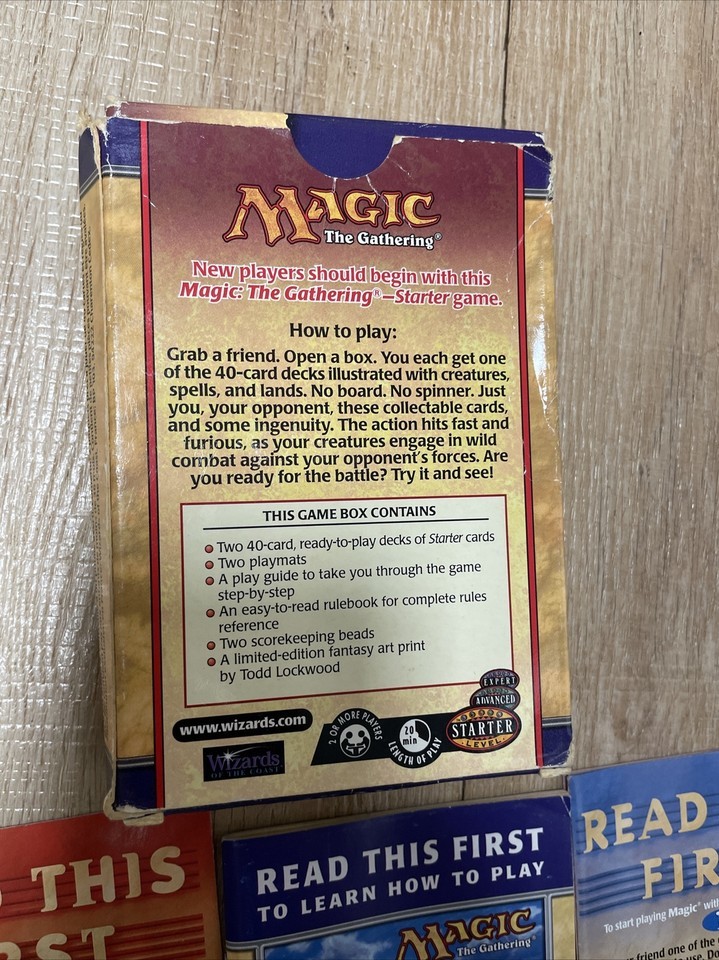 MAGIC
The Gathering®
New players should begin with this
Magic: The Gathering®—Starter game.
How to play:
Grab a friend. Open a box. You each get one
of the 40-card decks illustrated with creatures,
spells, and lands. No board. No spinner. Just
you, your opponent, these collectable cards,
and some ingenuity. The action hits fast and
furious, as your creatures engage in wild
combat against your opponent's forces. Are
you ready for the battle? Try it and see!
THIS GAME BOX CONTAINS
Two 40-card, ready-to-play decks of Starter cards
Two playmats
A play guide to take you through the game
step-by-step
An easy-to-read rulebook for complete rules
reference
Two scorekeeping beads
A limited-edition fantasy art print
by Todd Lockwood
EXPERT
ADVANCED
STARTER
LEVEL
www.wizards.com
2 OR MORE PLAYERS
20
min
LENGTH OF PLAY
Wizards
OF THE COAST
THIS
READ THIS FIRST
TO LEARN HOW TO PLAY
MAGIC
The Gathering®
READ
To start playing Magic®
friend one of the